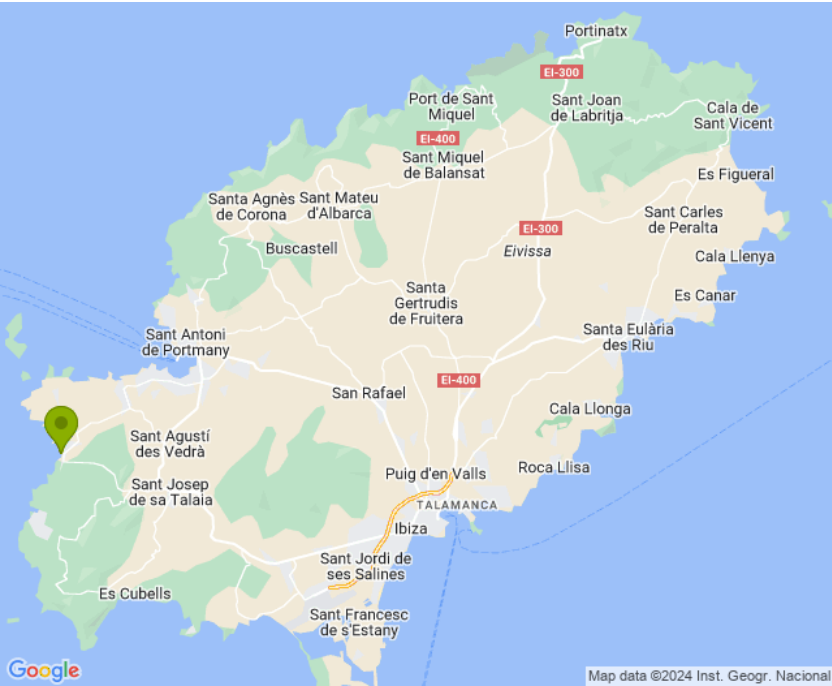 Portinatx
EI-300
Port de Sant
Miquel
Sant Joan
de Labritja
Cala de
Sant Vicent
EI-400
Sant Miquel
de Balansat
Es Figueral
Santa Agnès
de Corona
Sant Mateu
d'Albarca
Sant Carles
de Peralta
EI-300
Buscastell
Eivissa
Cala Llenya
Santa
Gertrudis
de Fruitera
Es Canar
Sant Antoni
de Portmany
Santa Eulària
des Riu
EI-400
San Rafael
Cala Llonga
Sant Agustí
des Vedrà
Roca Llisa
Puig d'en Valls
Sant Josep
de sa Talaia
TALAMANCA
Ibiza
Sant Jordi de
ses Salines
Es Cubells
Sant Francesc
de s'Estany
Google
Map data ©2024 Inst. Geogr. Nacional